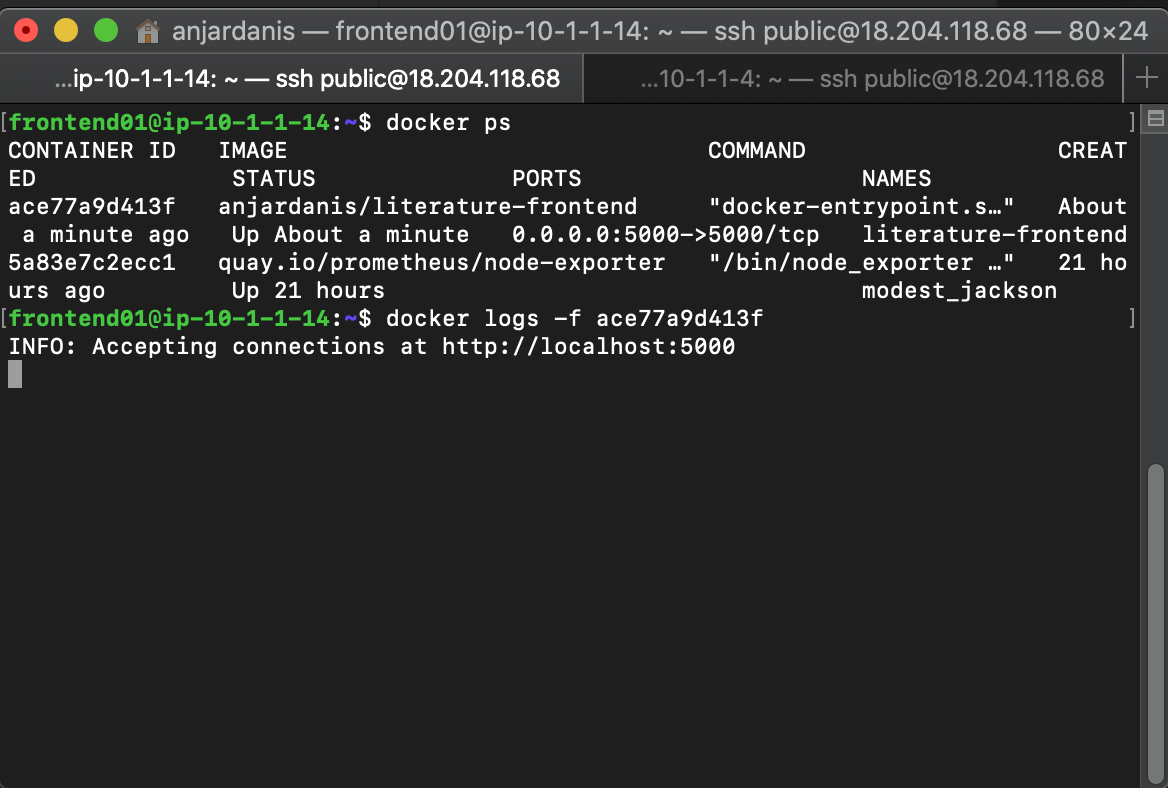 anjardanis — frontend01@ip-10-1-1-14: ~ — ssh public@18.204.118.68 — 80×24
...ip-10-1-1-14: ~ — ssh public@18.204.118.68 ...10-1-1-4: ~ — ssh public@18.204.118.68 +
[frontend01@ip-10-1-1-14:~$ docker ps ]
CONTAINER ID   IMAGE                              COMMAND                  CREAT
ED              STATUS              PORTS                    NAMES
ace77a9d413f   anjardanis/literature-frontend     "docker-entrypoint.s…"   About
 a minute ago   Up About a minute   0.0.0.0:5000->5000/tcp   literature-frontend
5a83e7c2ecc1   quay.io/prometheus/node-exporter   "/bin/node_exporter …"   21 ho
urs ago         Up 21 hours                                  modest_jackson
[frontend01@ip-10-1-1-14:~$ docker logs -f ace77a9d413f ]
INFO: Accepting connections at http://localhost:5000